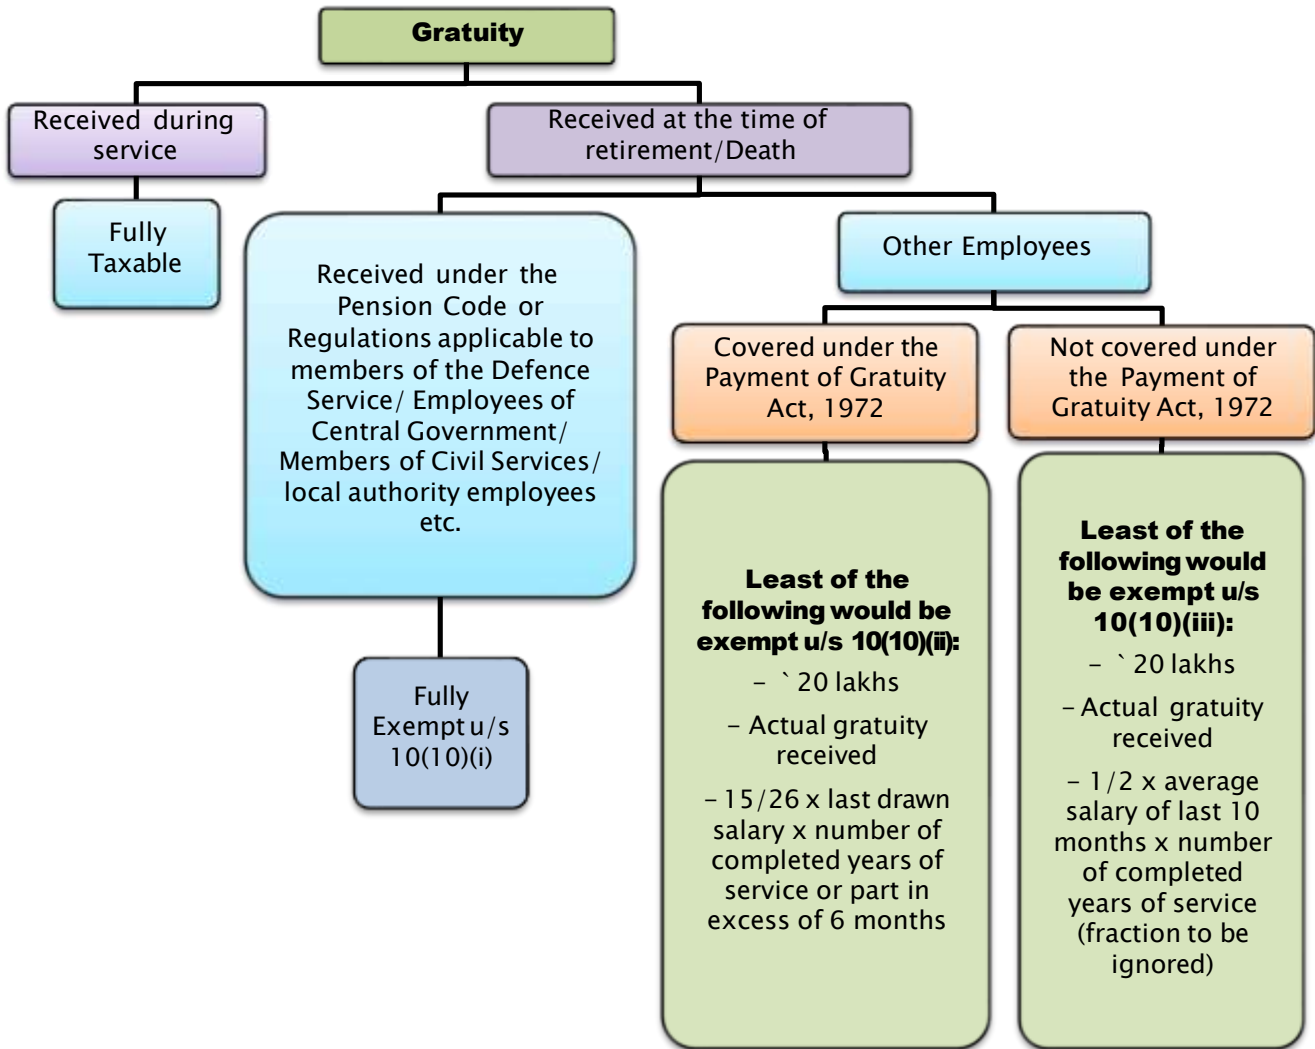 Gratuity
Received during
service
Received at the time of
retirement/Death
Fully
Taxable
Received under the
Pension Code or
Regulations applicable to
members of the Defence
Service/ Employees of
Central Government/
Members of Civil Services/
local authority employees
etc.
Fully
Exempt u/s
10(10)(i)
Other Employees
Covered under the
Payment of Gratuity
Act, 1972
Least of the
following would be
exempt u/s 10(10)(ii):
– ` 20 lakhs
– Actual gratuity
received
– 15/26 x last drawn
salary x number of
completed years of
service or part in
excess of 6 months
Not covered under
the Payment of
Gratuity Act, 1972
Least of the
following would
be exempt u/s
10(10)(iii):
– ` 20 lakhs
– Actual gratuity
received
– 1/2 x average
salary of last 10
months x number
of completed
years of service
(fraction to be
ignored)